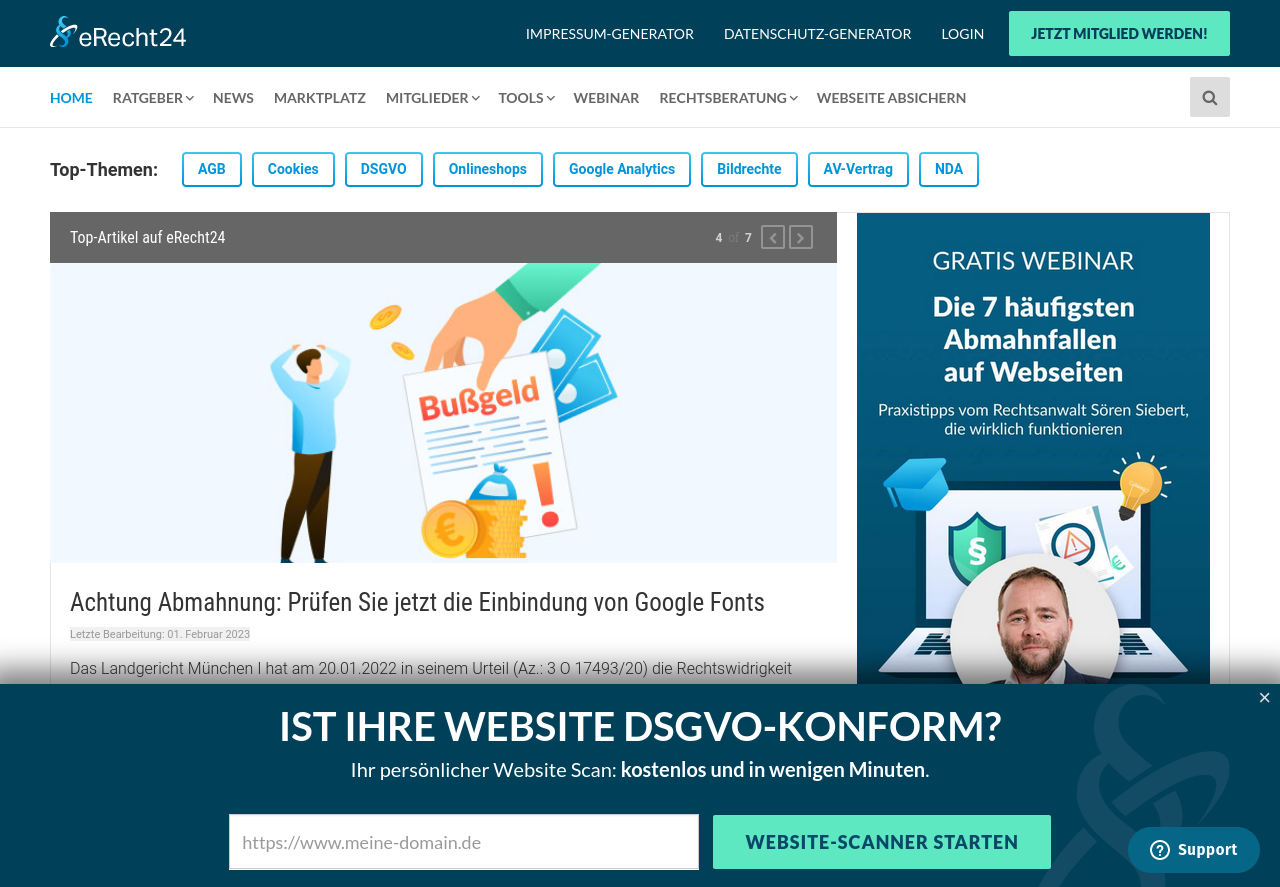 eRecht24
IMPRESSUM-GENERATOR
DATENSCHUTZ-GENERATOR
LOGIN
JETZT MITGLIED WERDEN!
HOME
RATGEBER
NEWS
MARKTPLATZ
MITGLIEDER
TOOLS
WEBINAR
RECHTSBERATUNG
WEBSEITE ABSICHERN
Top-Themen:
AGB
Cookies
DSGVO
Onlineshops
Google Analytics
Bildrechte
AV-Vertrag
NDA
Top-Artikel auf eRecht24
4 of 7
Bußgeld
Achtung Abmahnung: Prüfen Sie jetzt die Einbindung von Google Fonts
Letzte Bearbeitung: 01. Februar 2023
Das Landgericht München I hat am 20.01.2022 in seinem Urteil (Az.: 3 O 17493/20) die Rechtswidrigkeit
GRATIS WEBINAR
Die 7 häufigsten
Abmahnfallen
auf Webseiten
Praxistipps vom Rechtsanwalt Sören Siebert,
die wirklich funktionieren
§
€
×
IST IHRE WEBSITE DSGVO-KONFORM?
Ihr persönlicher Website Scan: kostenlos und in wenigen Minuten.
https://www.meine-domain.de
WEBSITE-SCANNER STARTEN
Support